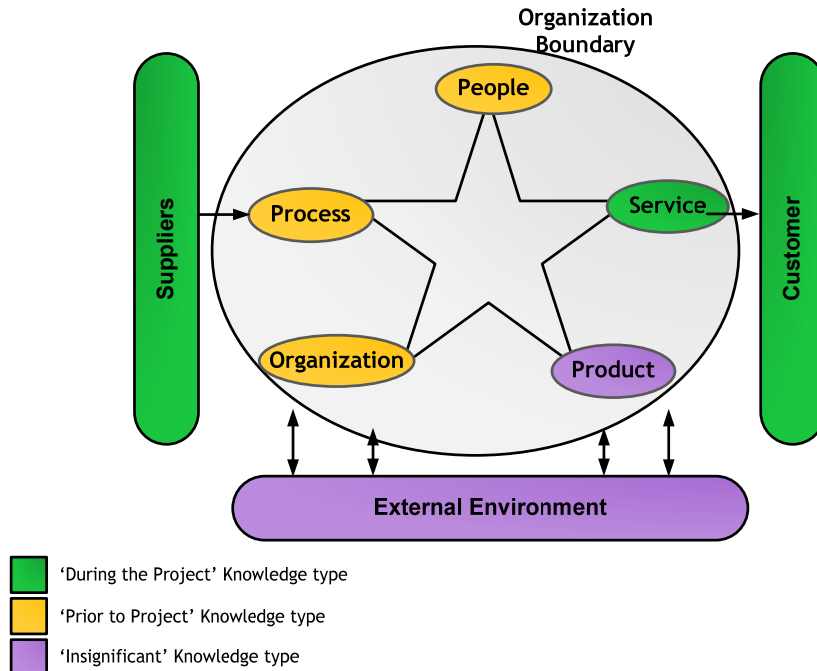 Organization
Boundary
People
Suppliers
Process
Service
Customer
Organization
Product
External Environment
‘During the Project’ Knowledge type
‘Prior to Project’ Knowledge type
‘Insignificant’ Knowledge type